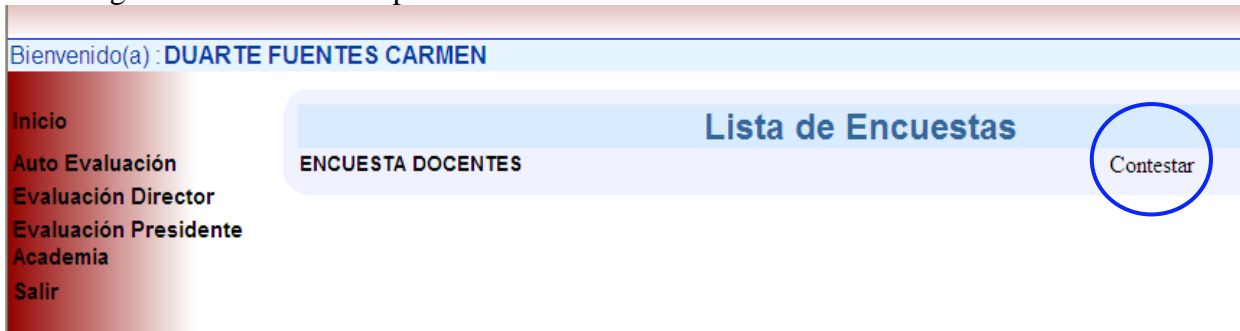 Bienvenido(a) : DUARTE FUENTES CARMEN
Inicio
Auto Evaluación
Evaluación Director
Evaluación Presidente
Academia
Salir
Lista de Encuestas
ENCUESTA DOCENTES Contestar